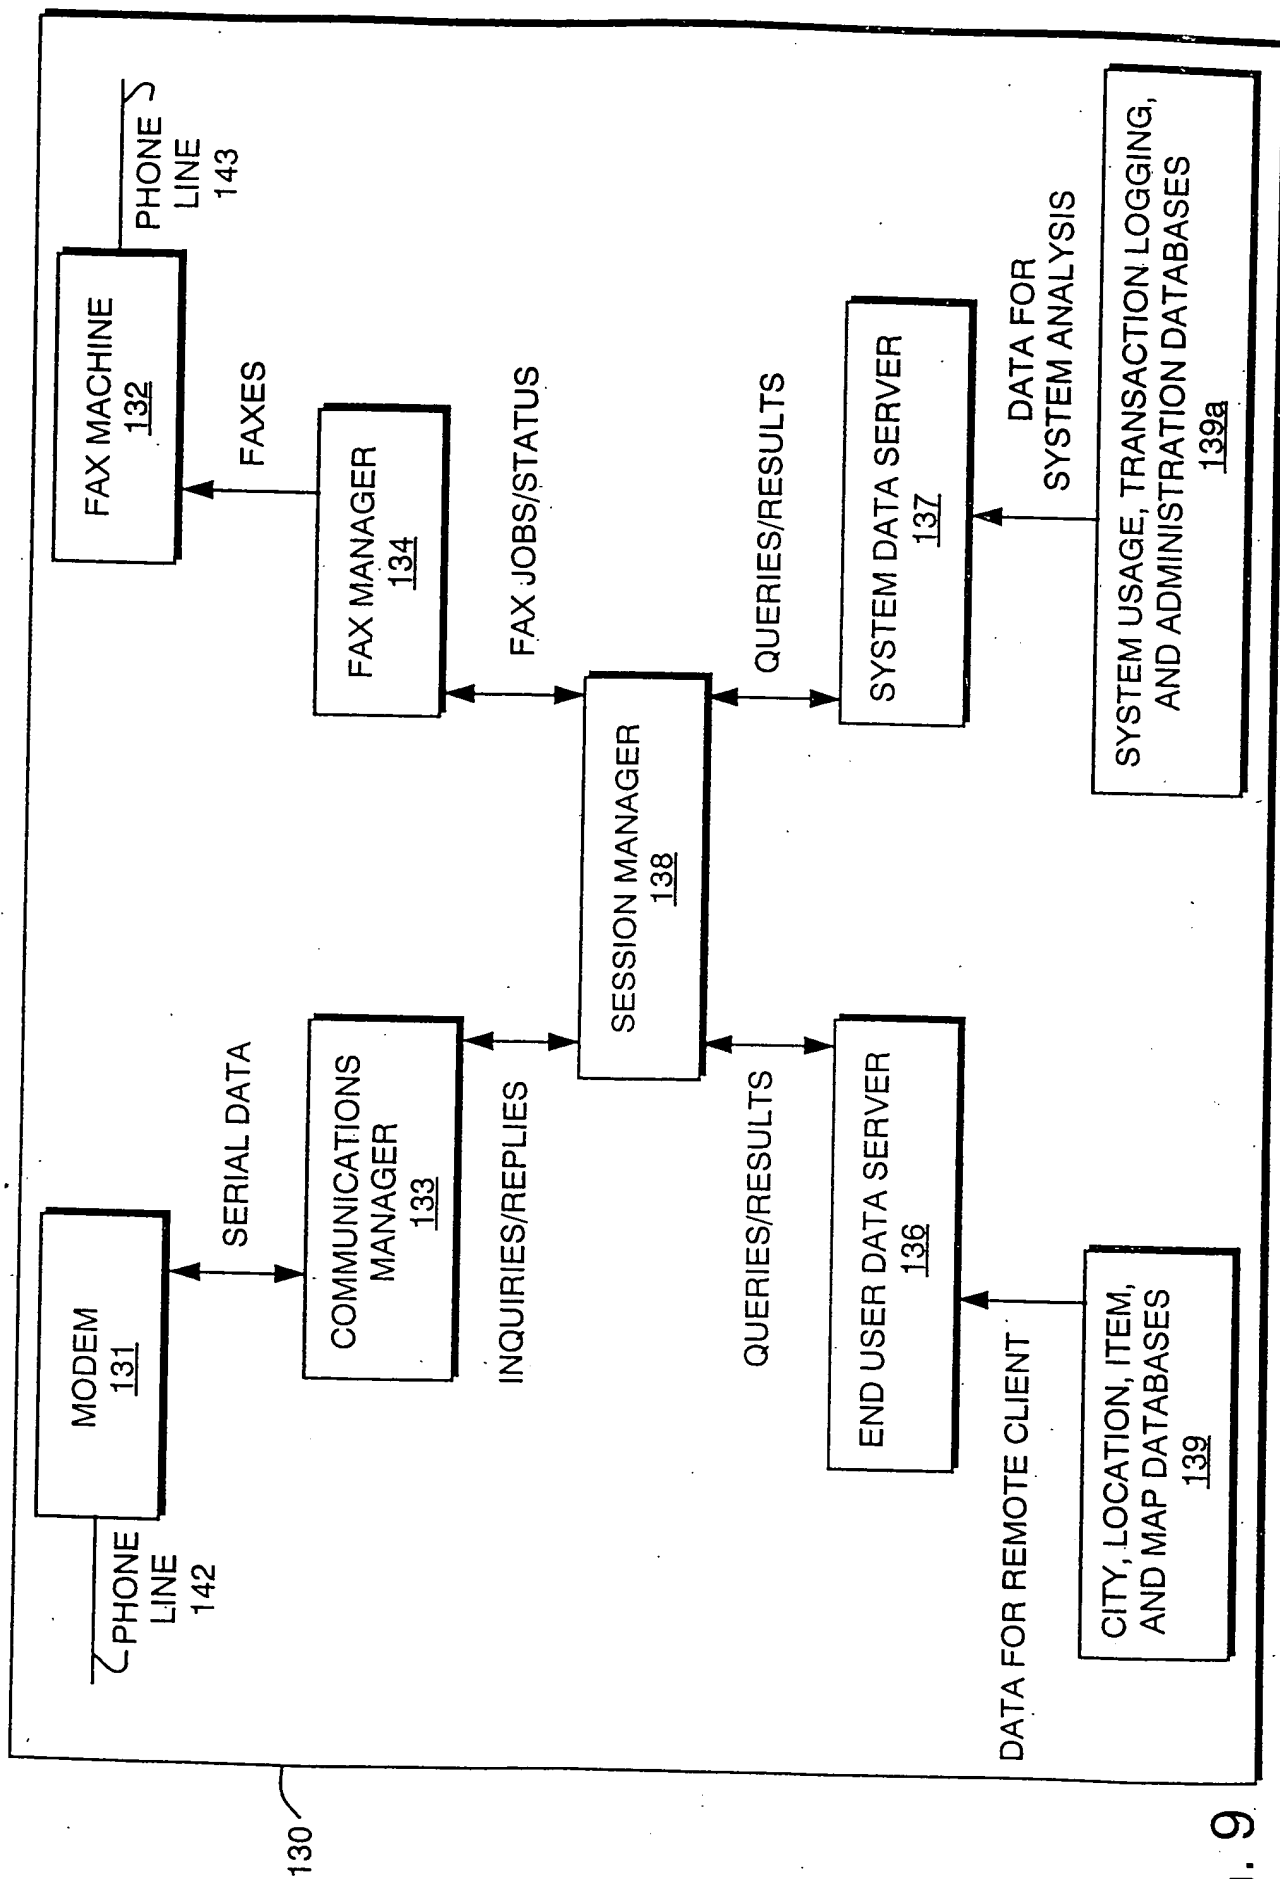 MODEM
131
PHONE
LINE
142
SERIAL DATA
COMMUNICATIONS
MANAGER
133
INQUIRIES/REPLIES
FAX MACHINE
132
PHONE
LINE
143
FAXES
FAX MANAGER
134
FAX JOBS/STATUS
SESSION MANAGER
138
QUERIES/RESULTS
QUERIES/RESULTS
END USER DATA SERVER
136
SYSTEM DATA SERVER
137
DATA FOR REMOTE CLIENT
DATA FOR
SYSTEM ANALYSIS
CITY, LOCATION, ITEM,
AND MAP DATABASES
139
SYSTEM USAGE, TRANSACTION LOGGING,
AND ADMINISTRATION DATABASES
139a
130
9